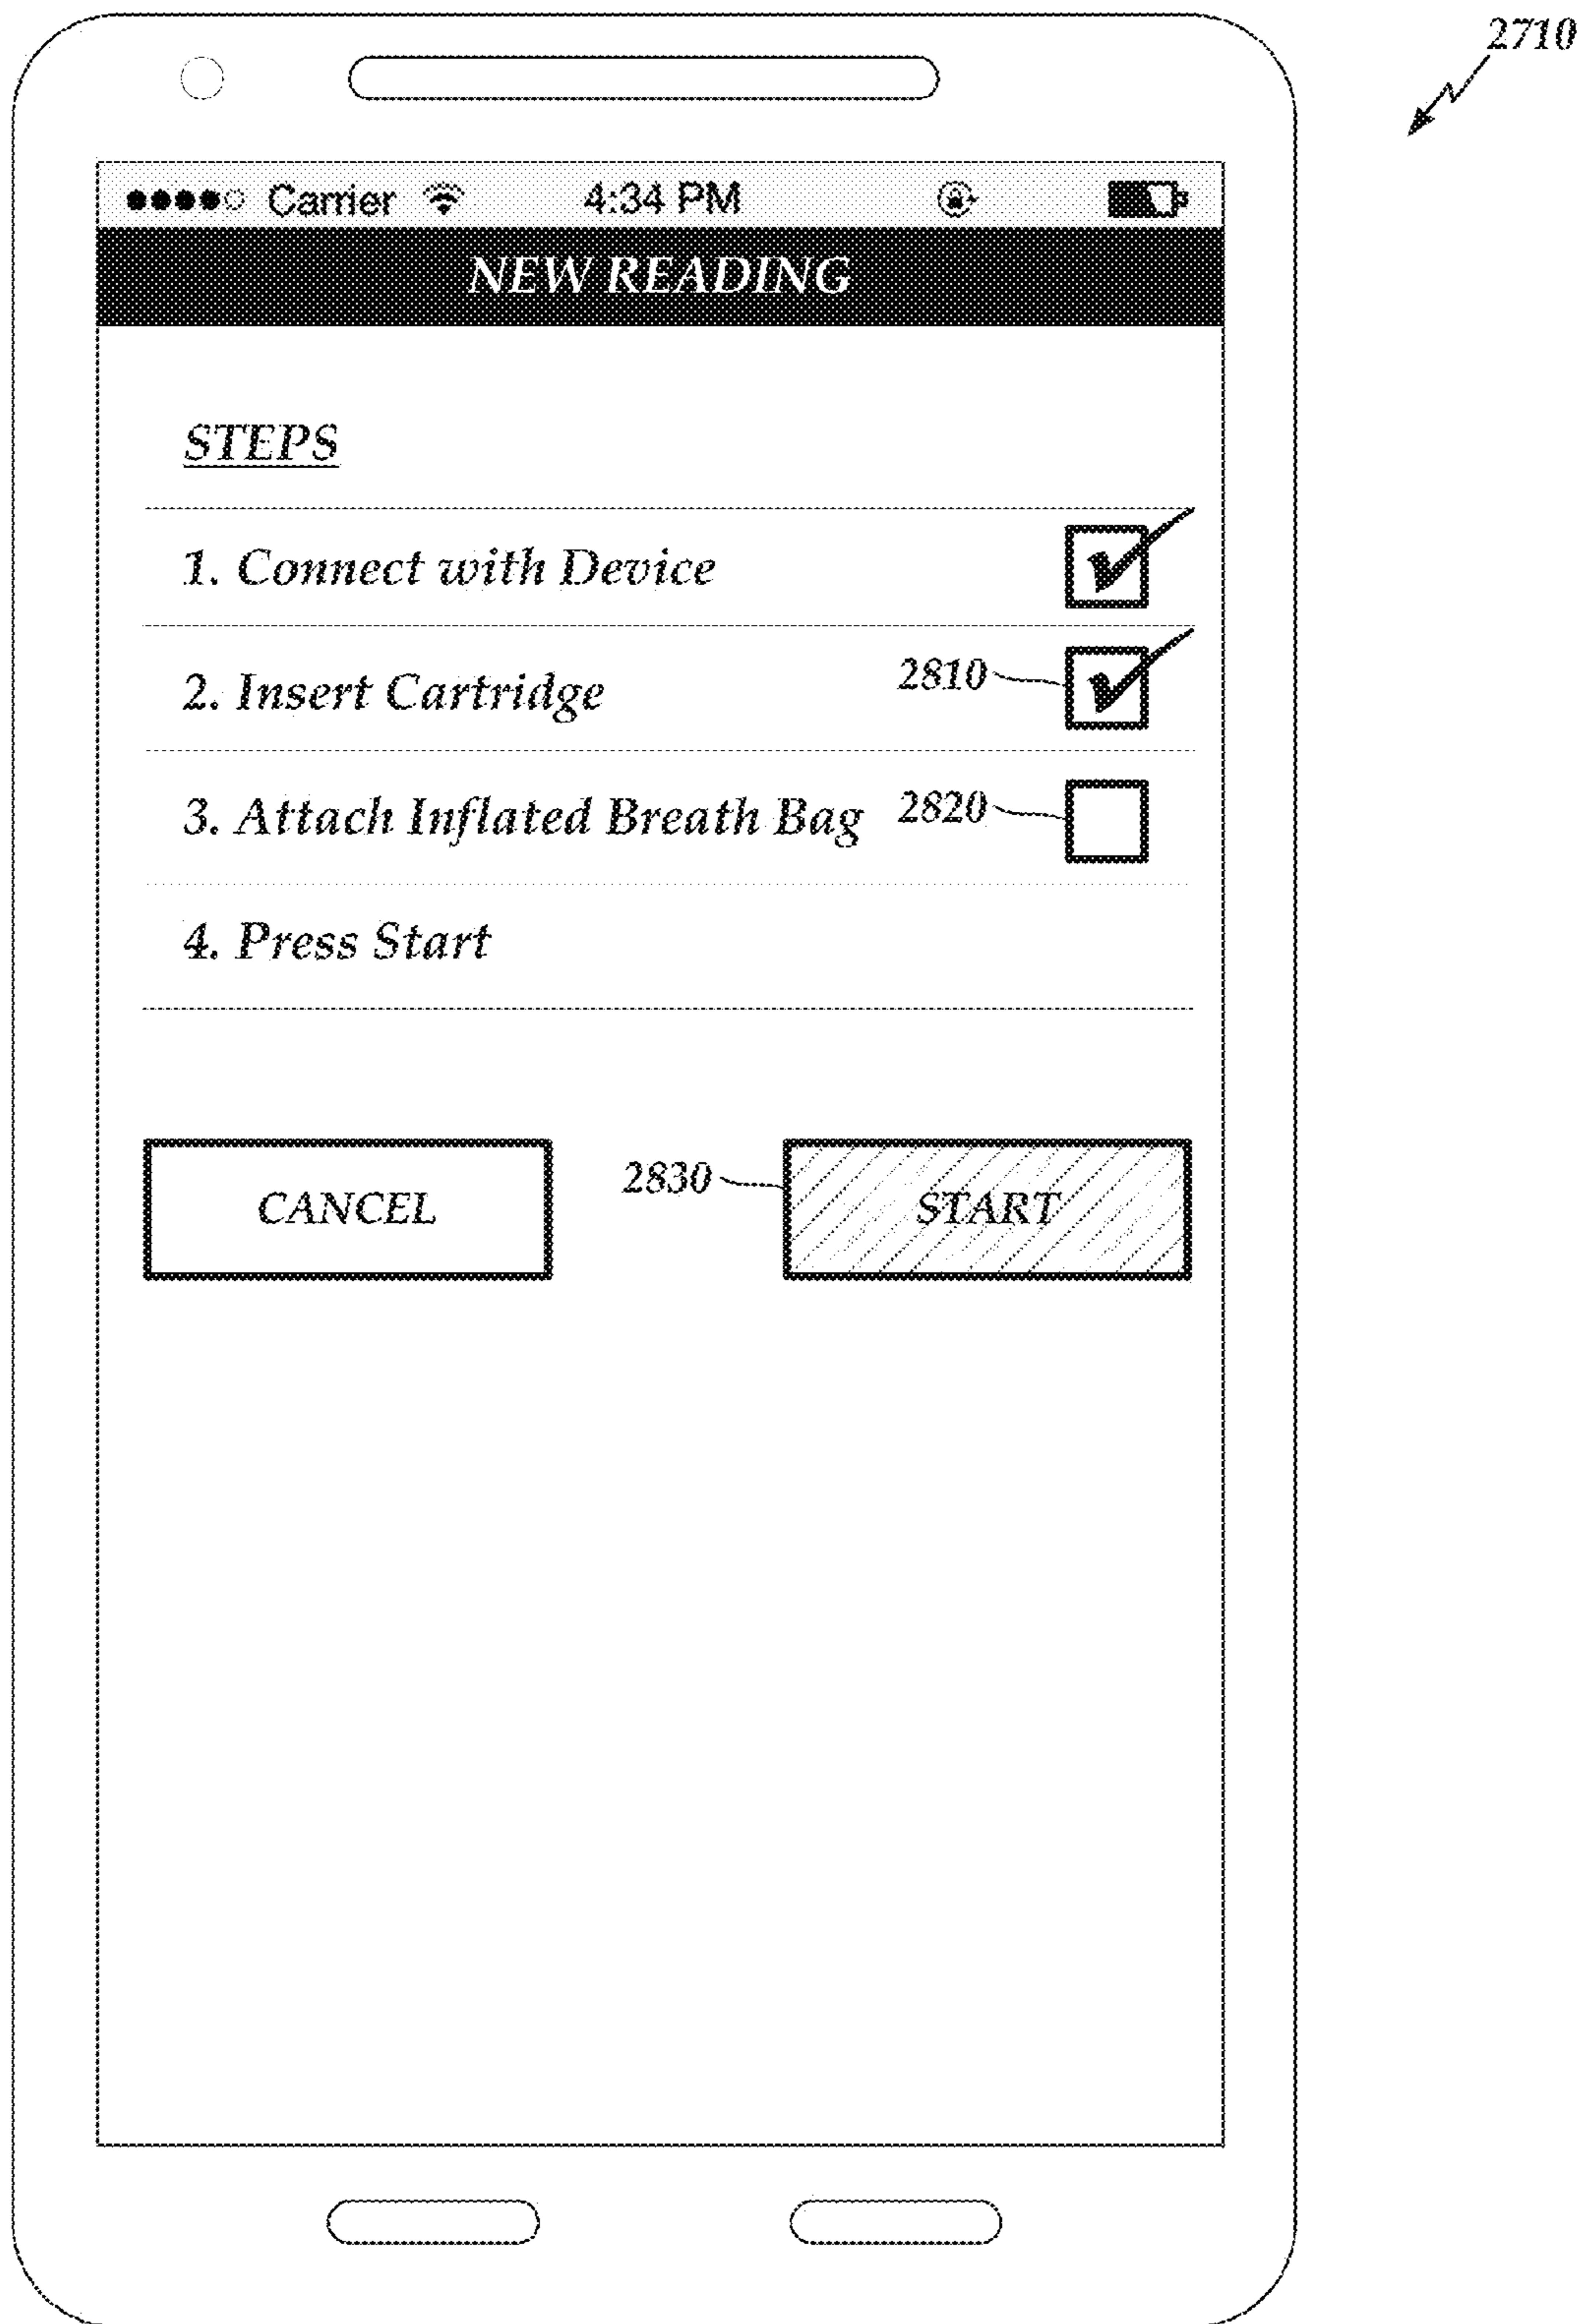 2710
Carrier 4:34 PM
NEW READING
STEPS
1. Connect with Device
2. Insert Cartridge 2810
3. Attach Inflated Breath Bag 2820
4. Press Start
CANCEL 2830 START